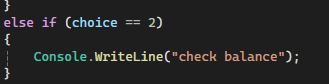 }
else if (choice == 2)
{
    Console.WriteLine("check balance");
}